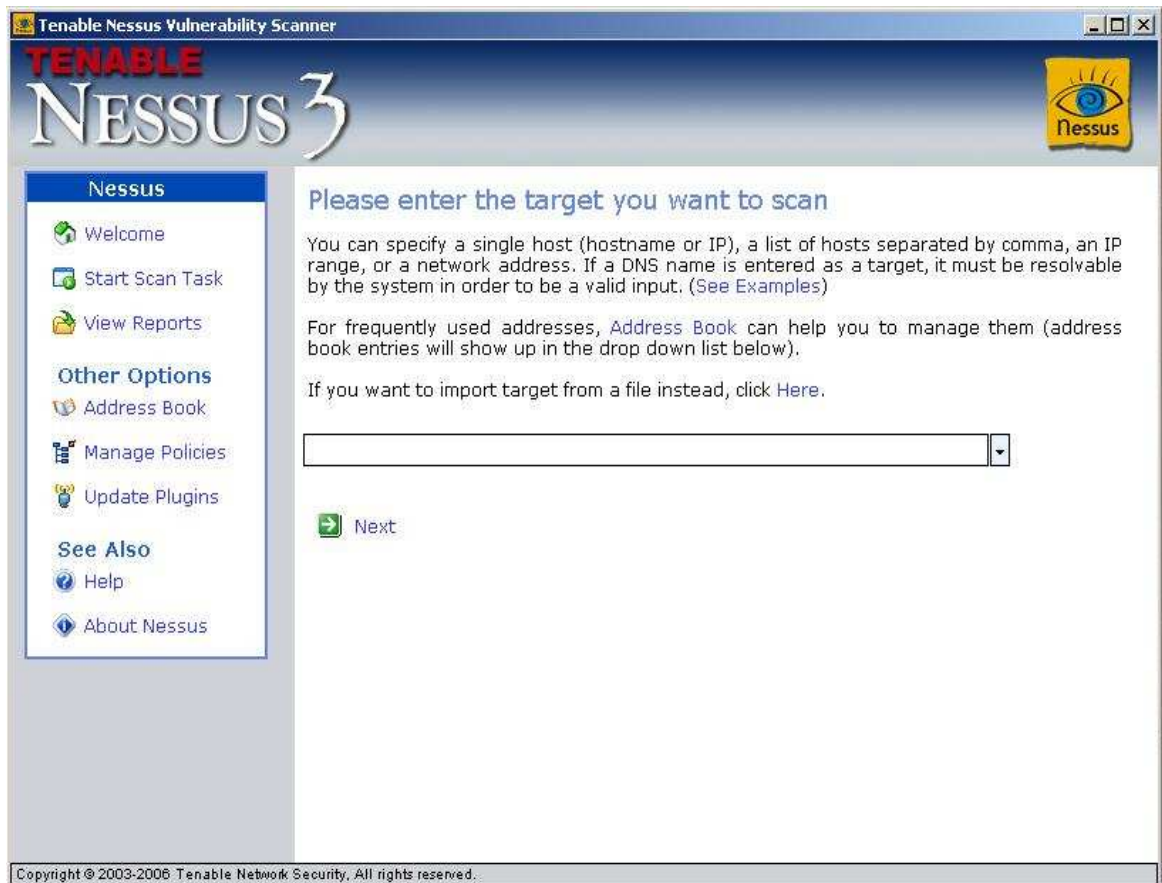 Tenable Nessus Vulnerability Scanner
TENABLE
NESSUS 3
Nessus
Nessus
Welcome
Start Scan Task
View Reports
Other Options
Address Book
Manage Policies
Update Plugins
See Also
Help
About Nessus
Please enter the target you want to scan
You can specify a single host (hostname or IP), a list of hosts separated by comma, an IP
range, or a network address. If a DNS name is entered as a target, it must be resolvable
by the system in order to be a valid input. (See Examples)
For frequently used addresses, Address Book can help you to manage them (address
book entries will show up in the drop down list below).
If you want to import target from a file instead, click Here.
Next
Copyright © 2003-2006 Tenable Network Security, All rights reserved.